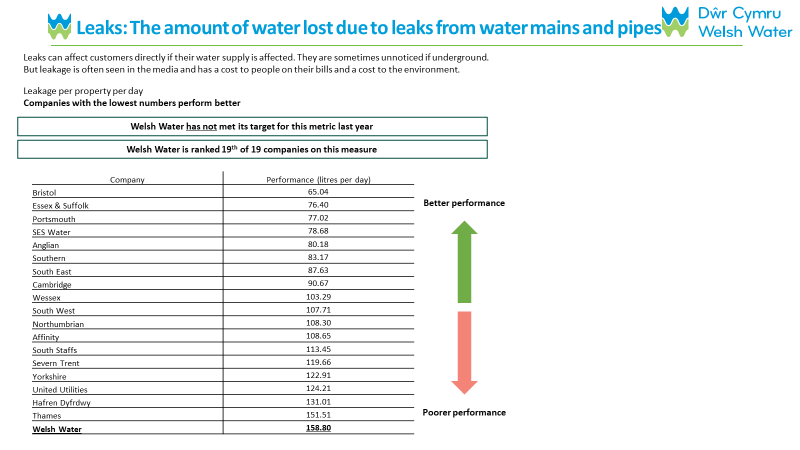 Leaks: The amount of water lost due to leaks from water mains and pipes
Dŵr Cymru
Welsh Water
Leaks can affect customers directly if their water supply is affected. They are sometimes unnoticed if underground.
But leakage is often seen in the media and has a cost to people on their bills and a cost to the environment.
Leakage per property per day
Companies with the lowest numbers perform better
Welsh Water has not met its target for this metric last year
Welsh Water is ranked 19th of 19 companies on this measure
Company Performance (litres per day)
Bristol 65.04
Essex & Suffolk 76.40
Portsmouth 77.02
SES Water 78.68
Anglian 80.18
Southern 83.17
South East 87.63
Cambridge 90.67
Wessex 103.29
South West 107.71
Northumbrian 108.30
Affinity 108.65
South Staffs 113.45
Severn Trent 119.66
Yorkshire 122.91
United Utilities 124.21
Hafren Dyfrdwy 131.01
Thames 151.51
Welsh Water 158.80
Better performance
Poorer performance